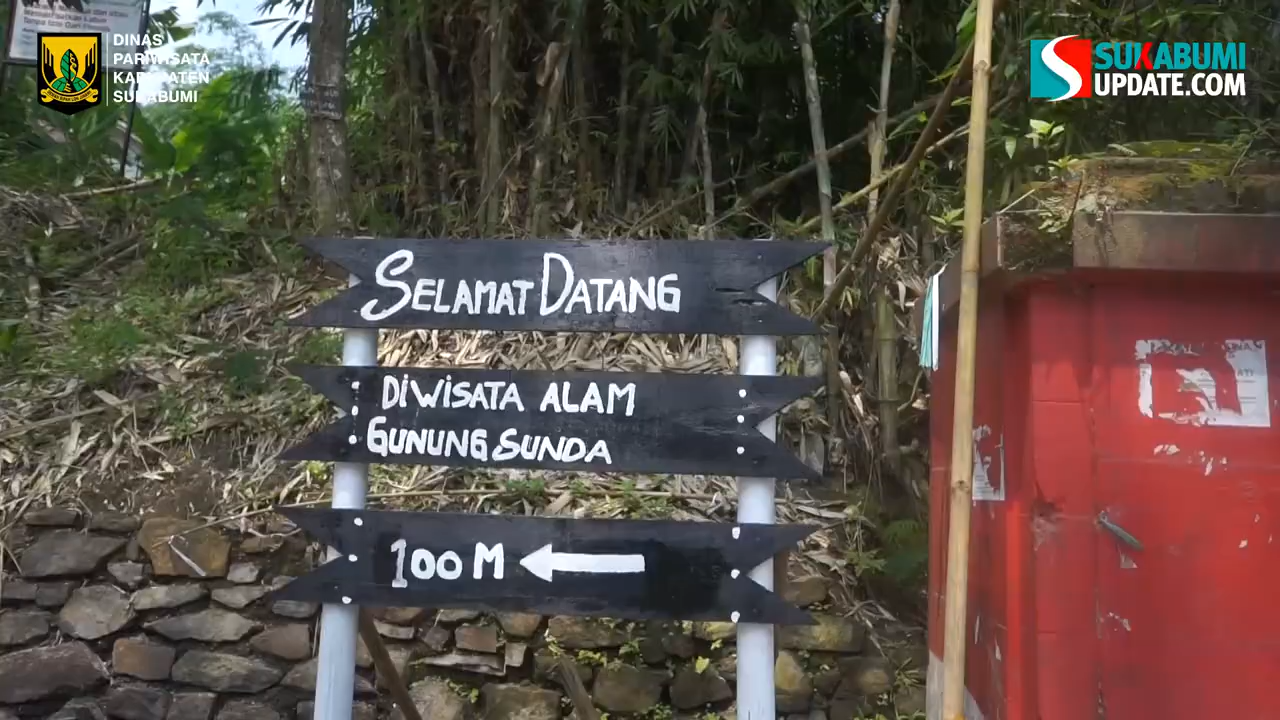 DINAS
PARIWISATA
KABUPATEN
SUKABUMI
SUKABUMI
UPDATE.COM
SELAMAT DATANG
DiWiSATA ALAM
GUNUNG SUNDA
100 M